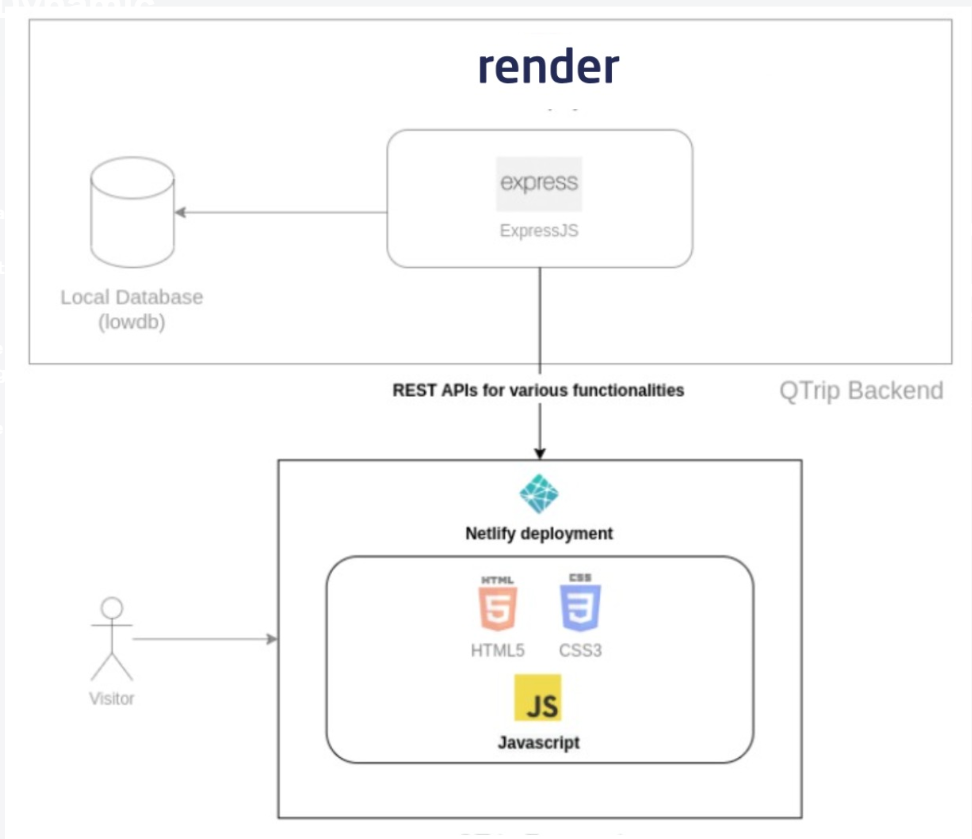 render
express
ExpressJS
Local Database
(lowdb)
REST APIs for various functionalities
QTrip Backend
Netlify deployment
HTML
5
CSS
3
HTML5
CSS3
JS
Javascript
Visitor